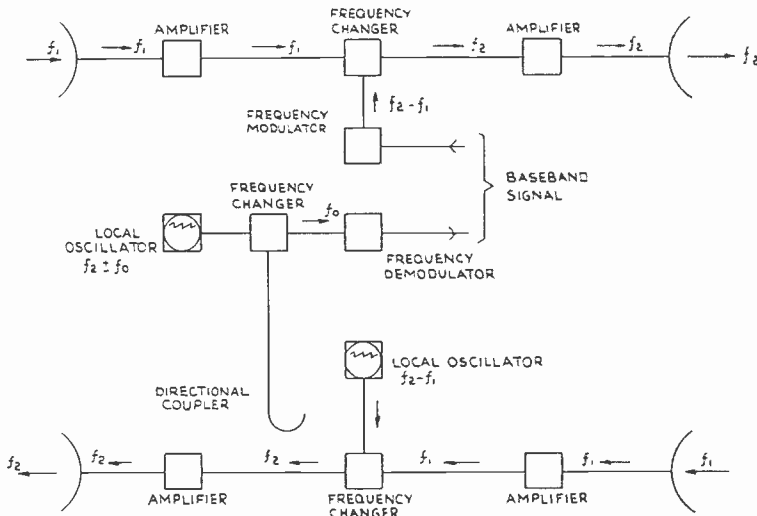 AMPLIFIER
FREQUENCY
CHANGER
AMPLIFIER
f₁
f₁
f₁
f₂
f₂
f₂
f₂-f₁
FREQUENCY
MODULATOR
BASEBAND
SIGNAL
FREQUENCY
CHANGER
f₀
LOCAL
OSCILLATOR
f₂ ± f₀
FREQUENCY
DEMODULATOR
LOCAL OSCILLATOR
f₂-f₁
DIRECTIONAL
COUPLER
f₂
f₂
f₂
f₁
f₁
f₁
AMPLIFIER
FREQUENCY
CHANGER
AMPLIFIER